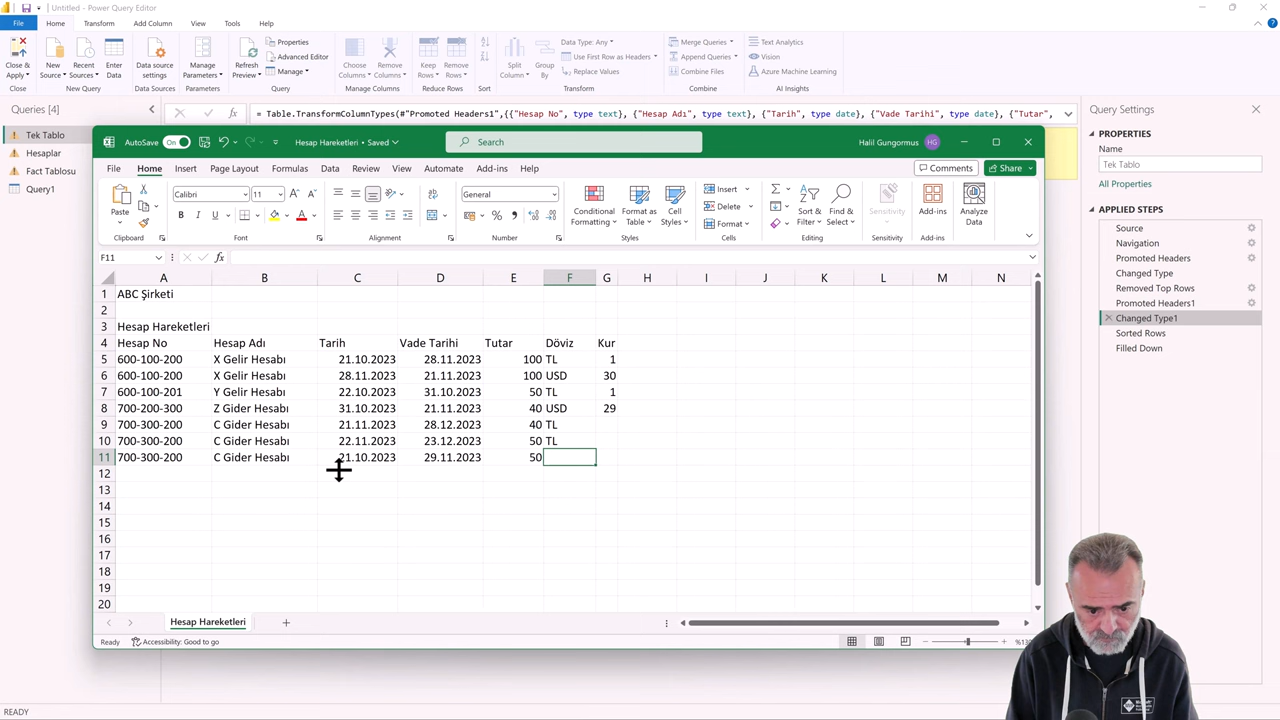 Untitled - Power Query Editor
File Home Transform Add Column View Tools Help
Close & Apply New Source Recent Sources Enter Data Data source settings Manage Parameters Refresh Preview Properties Advanced Editor Manage Choose Columns Remove Columns Keep Rows Remove Rows Split Column Group By Data Type: Any Use First Row as Headers Replace Values Merge Queries Append Queries Combine Files Text Analytics Vision Azure Machine Learning
Close New Query Data Sources Parameters Query Manage Columns Reduce Rows Sort Transform Combine AI Insights
Queries [4]
= Table.TransformColumnTypes(#"Promoted Headers1",{{"Hesap No", type text}, {"Hesap Adı", type text}, {"Tarih", type date}, {"Vade Tarihi", type date}, {"Tutar",
Tek Tablo
Hesaplar
Fact Tablosu
Query1
Query Settings
PROPERTIES
Name
Tek Tablo
All Properties
APPLIED STEPS
Source
Navigation
Promoted Headers
Changed Type
Removed Top Rows
Promoted Headers1
Changed Type1
Sorted Rows
Filled Down
AutoSave On Hesap Hareketleri • Saved Search Halil Gungormus HG
File Home Insert Draw Page Layout Formulas Data Review View Automate Add-ins Help Comments Share
Paste Calibri 11 General Conditional Formatting Format as Table Cell Styles Insert Delete Format Sort & Filter Find & Select Sensitivity Add-ins Analyze Data
Clipboard Font Alignment Number Styles Cells Editing Sensitivity Add-ins
F11
A B C D E F G H I J K L M N
1 ABC Şirketi
2
3 Hesap Hareketleri
4 Hesap No Hesap Adı Tarih Vade Tarihi Tutar Döviz Kur
5 600-100-200 X Gelir Hesabı 21.10.2023 28.11.2023 100 TL 1
6 600-100-200 X Gelir Hesabı 28.11.2023 21.11.2023 100 USD 30
7 600-100-201 Y Gelir Hesabı 22.10.2023 31.10.2023 50 TL 1
8 700-200-300 Z Gider Hesabı 31.10.2023 21.11.2023 40 USD 29
9 700-300-200 C Gider Hesabı 21.11.2023 28.12.2023 40 TL
10 700-300-200 C Gider Hesabı 22.11.2023 23.12.2023 50 TL
11 700-300-200 C Gider Hesabı 21.10.2023 29.11.2023 50
12
13
14
15
16
17
18
19
20
Hesap Hareketleri
Ready Accessibility: Good to go
READY